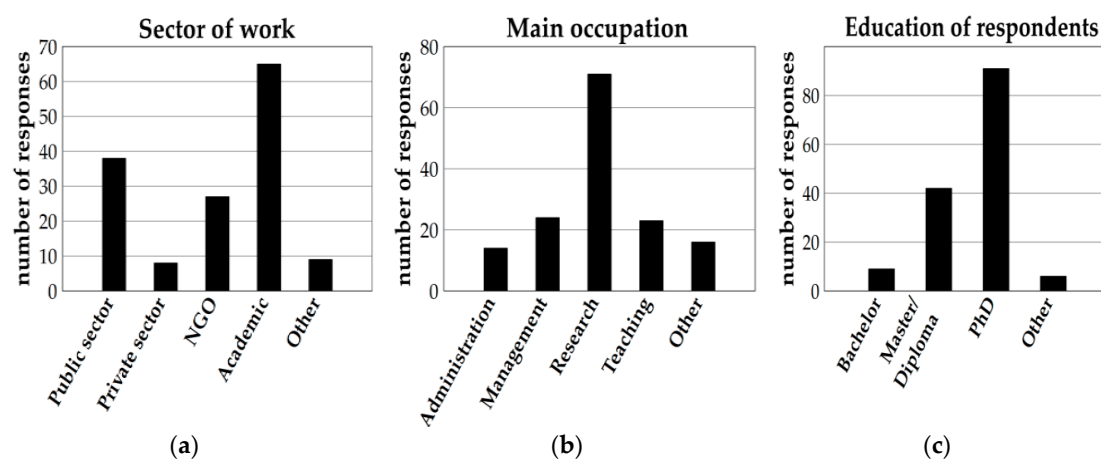 Sector of work
number of responses
70
60
50
40
30
20
10
0
Public sector
Private sector
NGO
Academic
Other
(a)
Main occupation
number of responses
80
60
40
20
0
Administration
Management
Research
Teaching
Other
(b)
Education of respondents
number of responses
80
60
40
20
0
Bachelor
Master/
Diploma
PhD
Other
(c)